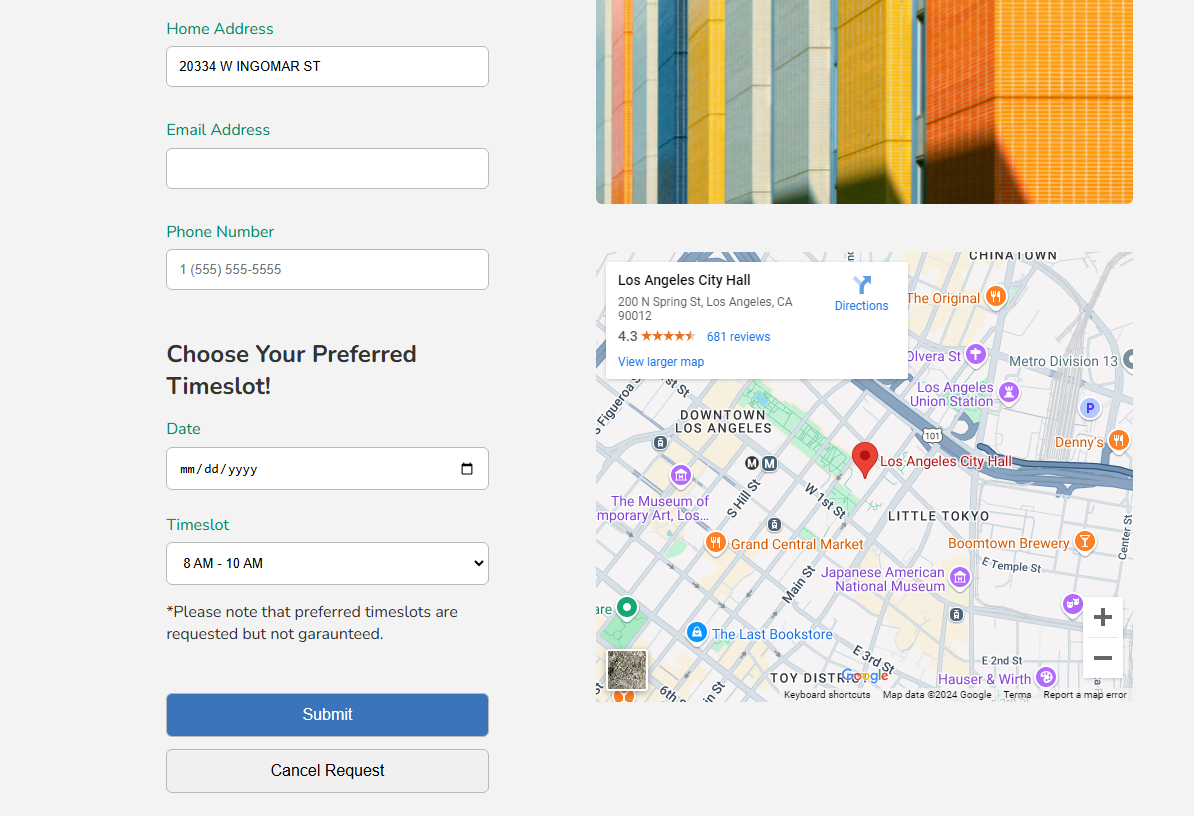 Home Address
20334 W INGOMAR ST
Email Address
Phone Number
1 (555) 555-5555
Choose Your Preferred
Timeslot!
Date
mm/dd/yyyy
Timeslot
8 AM - 10 AM
*Please note that preferred timeslots are
requested but not garaunteed.
Submit
Cancel Request
Los Angeles City Hall
200 N Spring St, Los Angeles, CA
90012
4.3
681 reviews
View larger map
Directions
CHINATOWN
The Original
Olvera St
Metro Division 13
Los Angeles
Union Station
P
S Figueroa S
1st St
DOWNTOWN
LOS ANGELES
101
Denny's
M M
Los Angeles City Hall
The Museum of
mporary Art, Los...
S Hill St
W 1st St
LITTLE TOKYO
Center St
Grand Central Market
Boomtown Brewery
E Temple St
Main St
Japanese American
National Museum
are
The Last Bookstore
E 3rd St
E 2nd St
TOY DISTR
Google
Hauser & Wirth
6th St
Keyboard shortcuts
Map data ©2024 Google
Terms
Report a map error